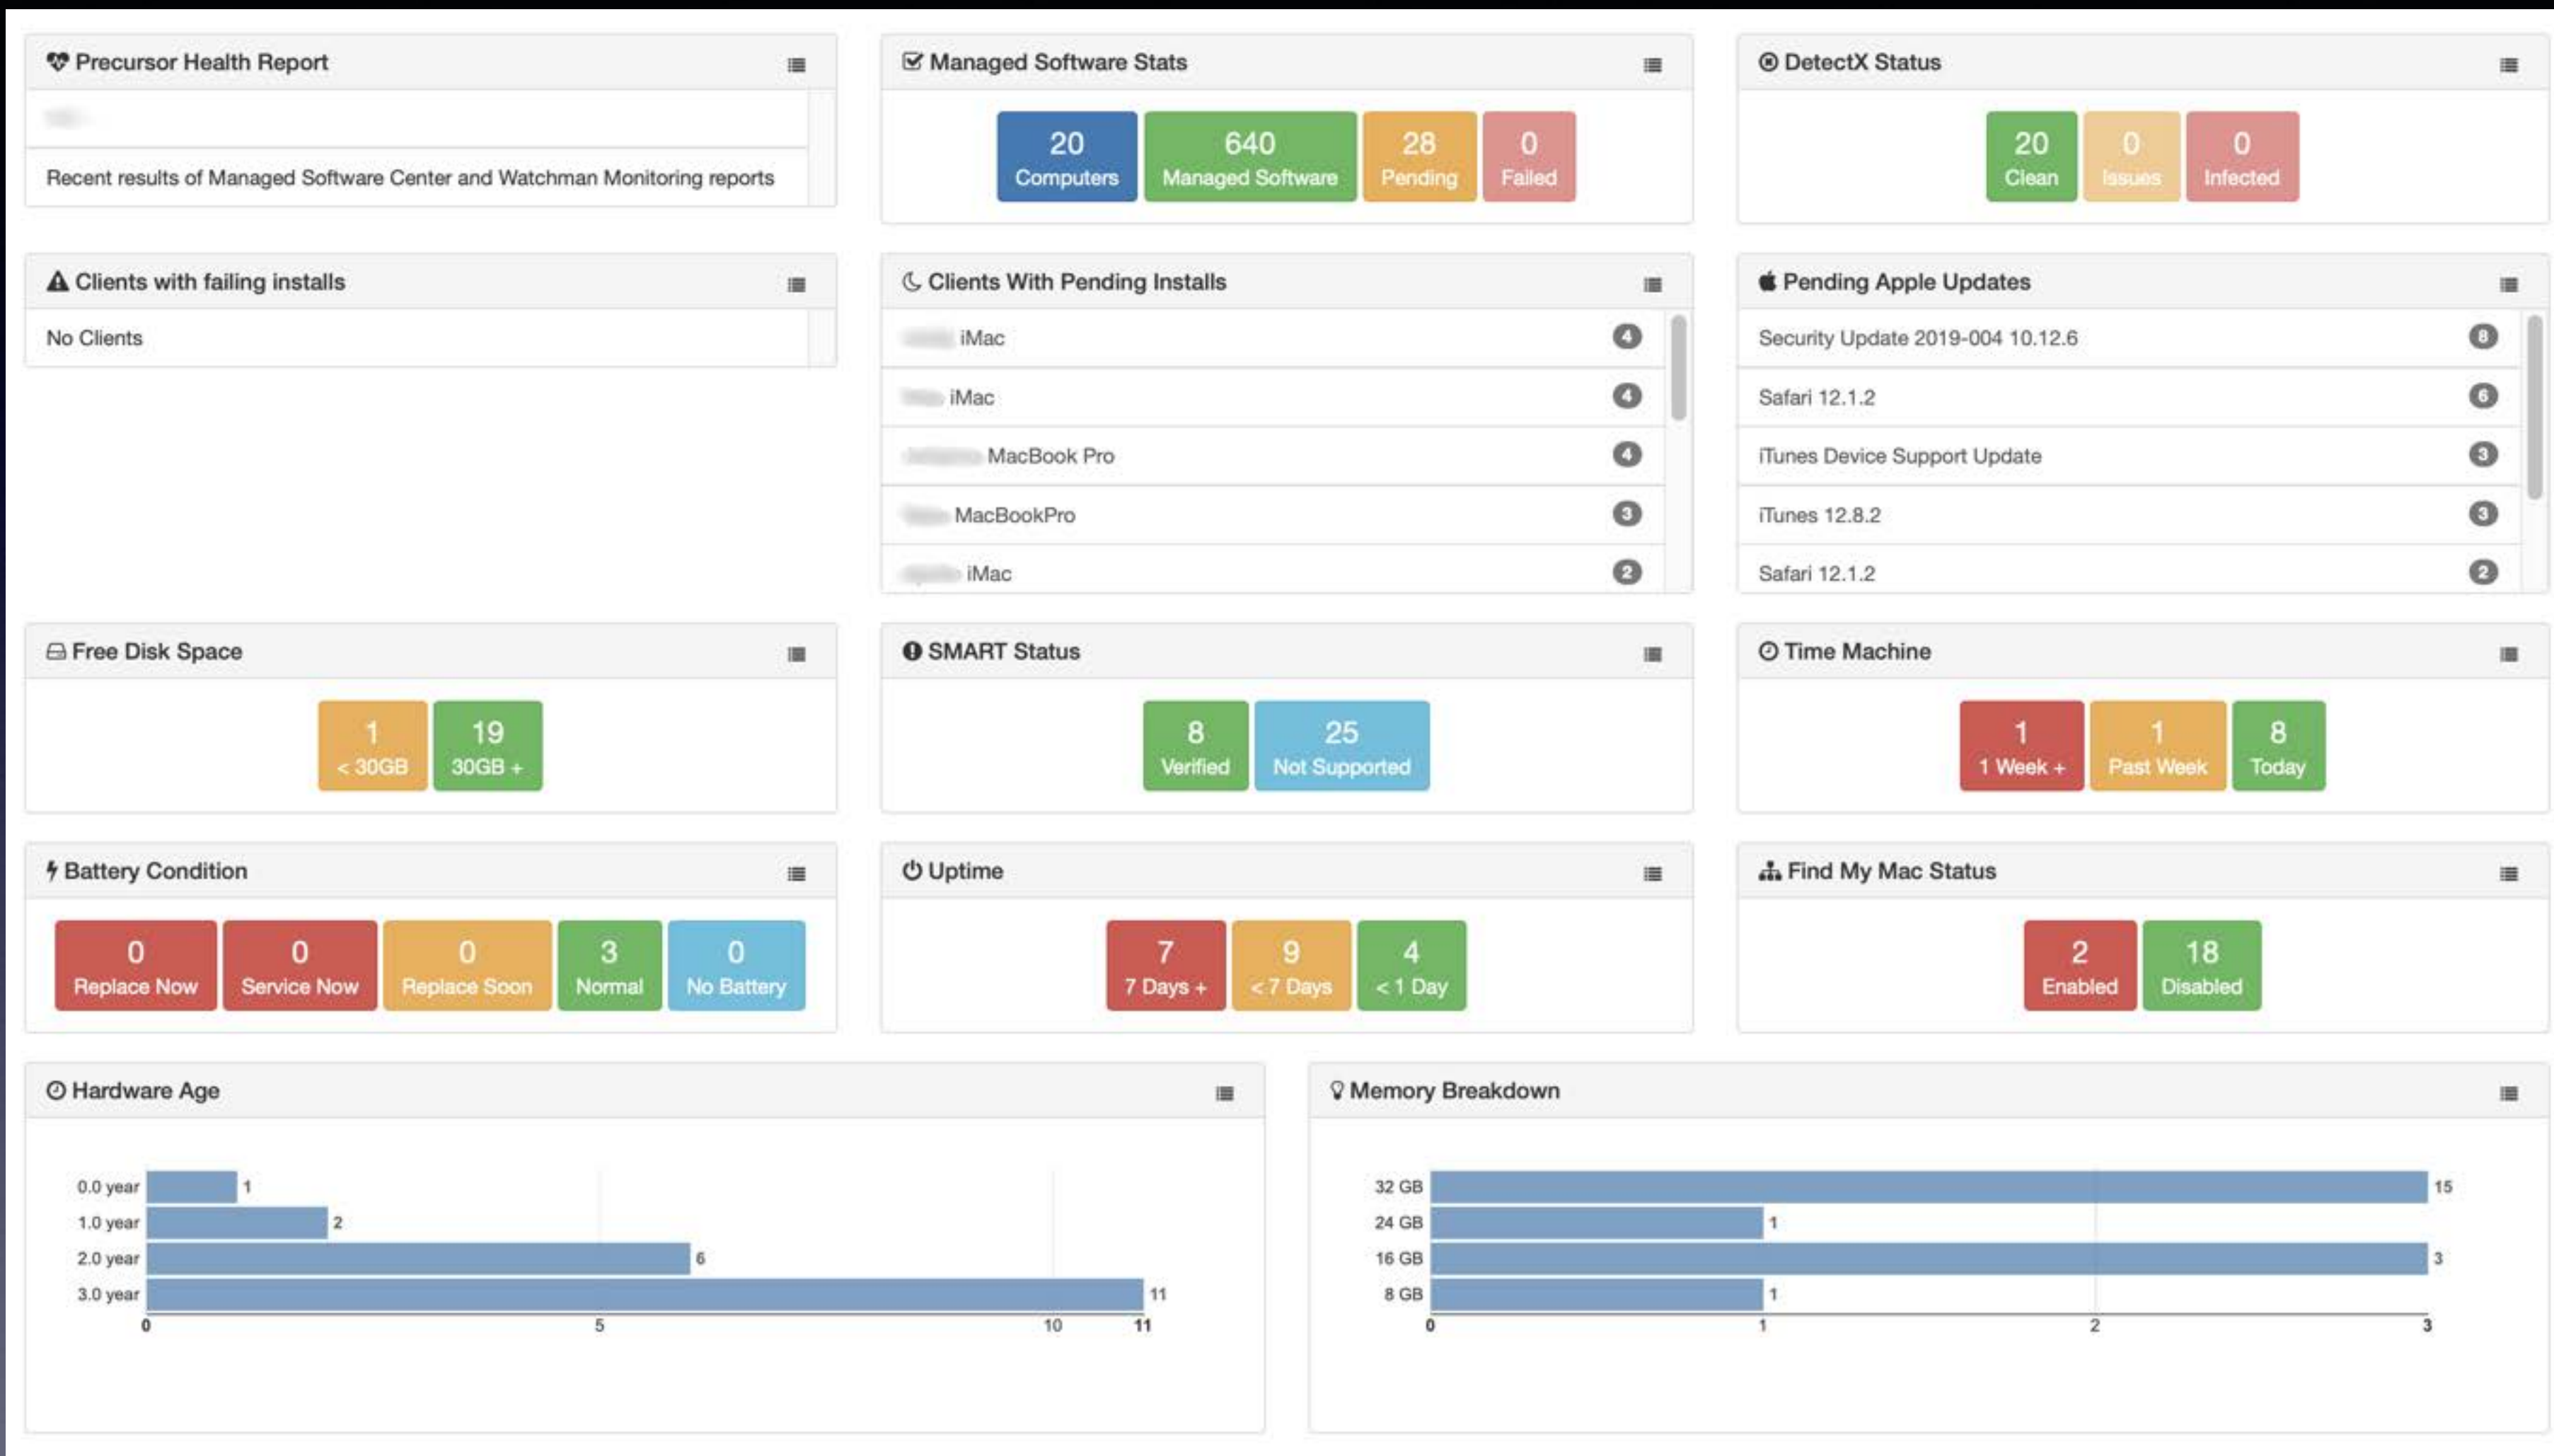 Precursor Health Report
Recent results of Managed Software Center and Watchman Monitoring reports
Managed Software Stats
20 640 28 0
Computers Managed Software Pending Failed
DetectX Status
20 0 0
Clean Issues Infected
Clients with failing installs
No Clients
Clients With Pending Installs
iMac 4
iMac 4
MacBook Pro 4
MacBookPro 3
iMac 2
Pending Apple Updates
Security Update 2019-004 10.12.6 8
Safari 12.1.2 6
iTunes Device Support Update 3
iTunes 12.8.2 3
Safari 12.1.2 2
Free Disk Space
1 19
< 30GB 30GB +
SMART Status
8 25
Verified Not Supported
Time Machine
1 1 8
1 Week + Past Week Today
Battery Condition
0 0 0 3 0
Replace Now Service Now Replace Soon Normal No Battery
Uptime
7 9 4
7 Days + < 7 Days < 1 Day
Find My Mac Status
2 18
Enabled Disabled
Hardware Age
0.0 year 1
1.0 year 2
2.0 year 6
3.0 year 11
0 5 10 11
Memory Breakdown
32 GB 15
24 GB 1
16 GB 3
8 GB 1
0 1 2 3